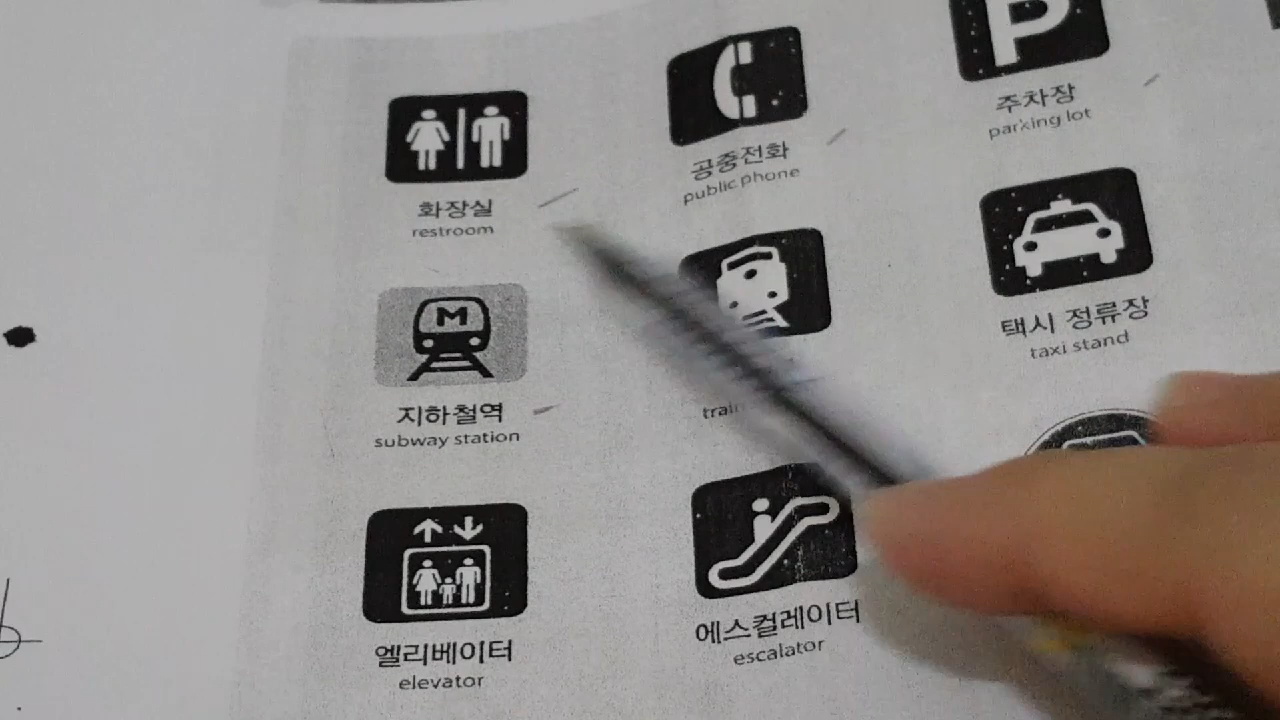 P
공중전화
public phone
주차장
parking lot
화장실
restroom
M
택시 정류장
taxi stand
지하철역
subway station
에스컬레이터
escalator
엘리베이터
elevator